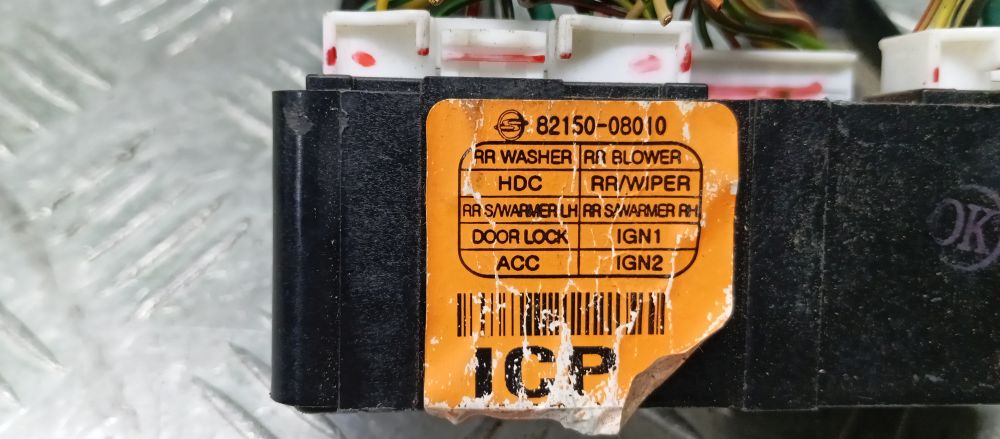 82150-08010
RR WASHER RR BLOWER
HDC RR/WIPER
RR S/WARMER LH RR S/WARMER RH
DOOR LOCK IGN1
ACC IGN2
ICP
OK